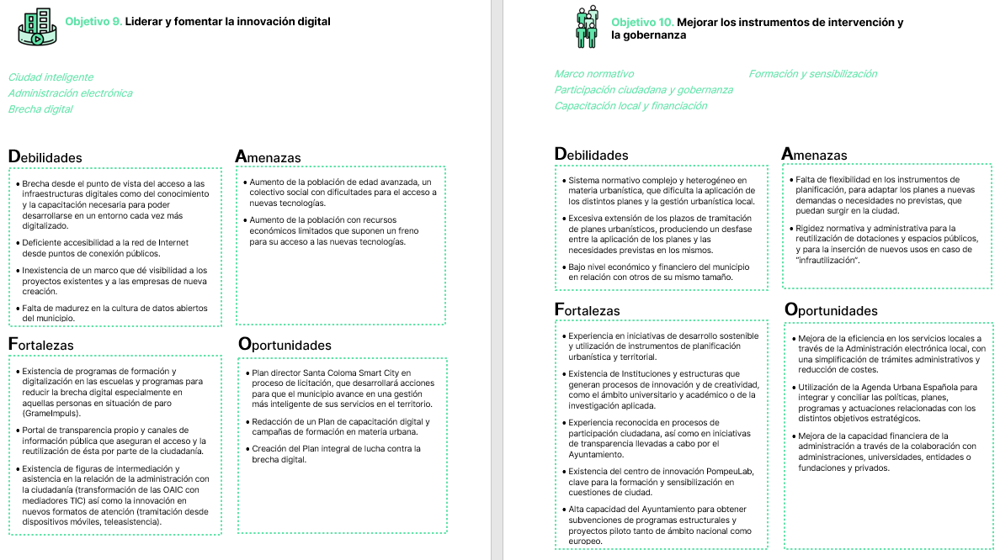 Objetivo 9. Liderar y fomentar la innovación digital
Ciudad inteligente
Administración electrónica
Brecha digital
Debilidades
• Brecha desde el punto de vista del acceso a las
infraestructuras digitales como del conocimiento
y la capacitación necesaria para poder
desarrollarse en un entorno cada vez más
digitalizado.
• Deficiente accesibilidad a la red de Internet
desde puntos de conexión públicos.
• Inexistencia de un marco que dé visibilidad a los
proyectos existentes y a las empresas de nueva
creación.
• Falta de madurez en la cultura de datos abiertos
del municipio.
Amenazas
• Aumento de la población de edad avanzada, un
colectivo social con dificultades para el acceso a
nuevas tecnologías.
• Aumento de la población con recursos
económicos limitados que suponen un freno
para su acceso a las nuevas tecnologías.
Fortalezas
• Existencia de programas de formación y
digitalización en las escuelas y programas para
reducir la brecha digital especialmente en
aquellas personas en situación de paro
(GrameImpuls).
• Portal de transparencia propio y canales de
información pública que aseguran el acceso y la
reutilización de ésta por parte de la ciudadanía.
• Existencia de figuras de intermediación y
asistencia en la relación de la administración con
la ciudadanía (transformación de las OAIC con
mediadores TIC) así como la innovación en
nuevos formatos de atención (tramitación desde
dispositivos móviles, teleasistencia).
Oportunidades
• Plan director Santa Coloma Smart City en
proceso de licitación, que desarrollará acciones
para que el municipio avance en una gestión
más inteligente de sus servicios en el territorio.
• Redacción de un Plan de capacitación digital y
campañas de formación en materia urbana.
• Creación del Plan integral de lucha contra la
brecha digital.
Objetivo 10. Mejorar los instrumentos de intervención y
la gobernanza
Marco normativo
Participación ciudadana y gobernanza
Capacitación local y financiación
Formación y sensibilización
Debilidades
• Sistema normativo complejo y heterogéneo en
materia urbanística, que dificulta la aplicación de
los distintos planes y la gestión urbanística local.
• Excesiva extensión de los plazos de tramitación
de planes urbanísticos, produciendo un desfase
entre la aplicación de los planes y las
necesidades previstas en los mismos.
• Bajo nivel económico y financiero del municipio
en relación con otros de su mismo tamaño.
Amenazas
• Falta de flexibilidad en los instrumentos de
planificación, para adaptar los planes a nuevas
demandas o necesidades no previstas, que
puedan surgir en la ciudad.
• Rigidez normativa y administrativa para la
reutilización de dotaciones y espacios públicos,
y para la inserción de nuevos usos en caso de
“infrautilización”.
Fortalezas
• Experiencia en iniciativas de desarrollo sostenible
y utilización de instrumentos de planificación
urbanística y territorial.
• Existencia de Instituciones y estructuras que
generan procesos de innovación y de creatividad,
como el ámbito universitario y académico o de la
investigación aplicada.
• Experiencia reconocida en procesos de
participación ciudadana, así como en iniciativas
de transparencia llevadas a cabo por el
Ayuntamiento.
• Existencia del centro de innovación PompeuLab,
clave para la formación y sensibilización en
cuestiones de ciudad.
• Alta capacidad del Ayuntamiento para obtener
subvenciones de programas estructurales y
proyectos piloto tanto de ámbito nacional como
europeo.
Oportunidades
• Mejora de la eficiencia en los servicios locales a
través de la Administración electrónica local, con
una simplificación de trámites administrativos y
reducción de costes.
• Utilización de la Agenda Urbana Española para
integrar y conciliar las políticas, planes,
programas y actuaciones relacionadas con los
distintos objetivos estratégicos.
• Mejora de la capacidad financiera de la
administración a través de la colaboración con
administraciones, universidades, entidades o
fundaciones y privados.